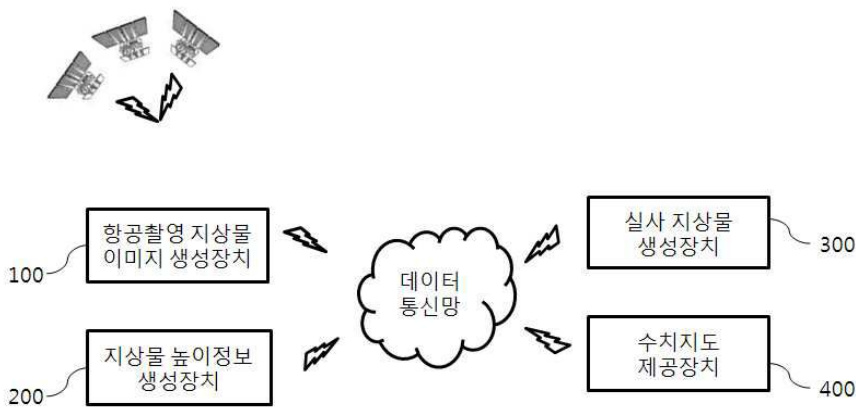 항공촬영 지상물
이미지 생성장치
100
지상물 높이정보
생성장치
200
데이터
통신망
실사 지상물
생성장치
300
수치지도
제공장치
400